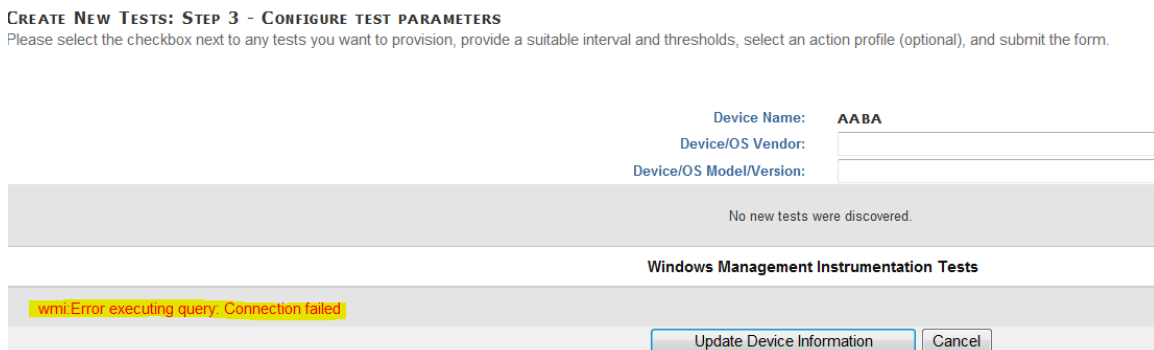 CREATE NEW TESTS: STEP 3 - CONFIGURE TEST PARAMETERS
Please select the checkbox next to any tests you want to provision, provide a suitable interval and thresholds, select an action profile (optional), and submit the form.
Device Name: AABA
Device/OS Vendor:
Device/OS Model/Version:
No new tests were discovered.
Windows Management Instrumentation Tests
wmi:Error executing query: Connection failed
Update Device Information Cancel